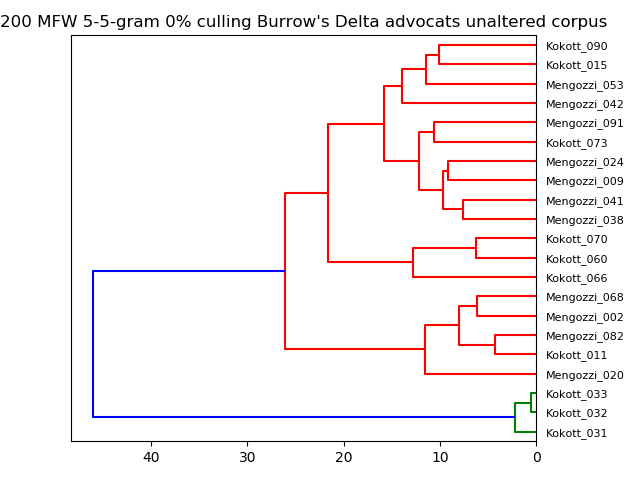 200 MFW 5-5-gram 0% culling Burrow's Delta advocats unaltered corpus
Kokott_090
Kokott_015
Mengozzi_053
Mengozzi_042
Mengozzi_091
Kokott_073
Mengozzi_024
Mengozzi_009
Mengozzi_041
Mengozzi_038
Kokott_070
Kokott_060
Kokott_066
Mengozzi_068
Mengozzi_002
Mengozzi_082
Kokott_011
Mengozzi_020
Kokott_033
Kokott_032
Kokott_031
40 30 20 10 0